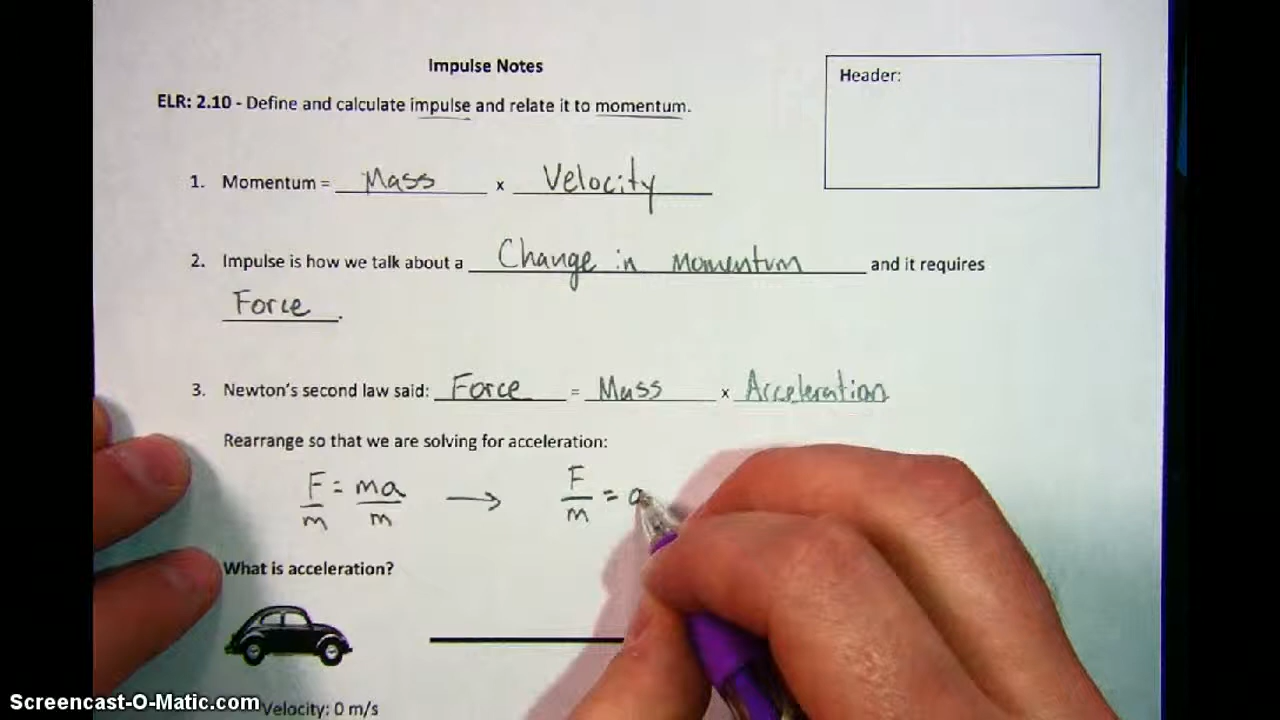 Impulse Notes
Header:
ELR: 2.10 - Define and calculate impulse and relate it to momentum.
1. Momentum = Mass x Velocity
2. Impulse is how we talk about a Change in momentum and it requires
Force.
3. Newton's second law said: Force = Mass x Acceleration
Rearrange so that we are solving for acceleration:
F = ma → F = a
m m m
What is acceleration?
Velocity: 0 m/s
Screencast-O-Matic.com